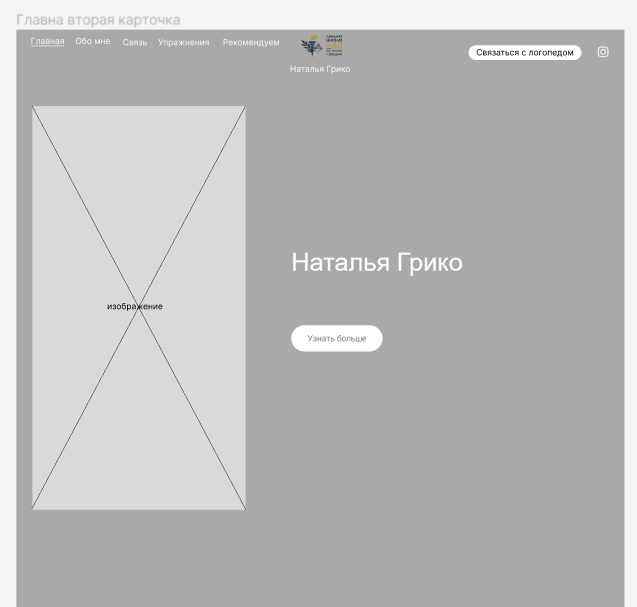 Главна вторая карточка
Главная Обо мне Связь Упражнения Рекомендуем
Связаться с логопедом
Наталья Грико
изображение
Наталья Грико
Узнать больше